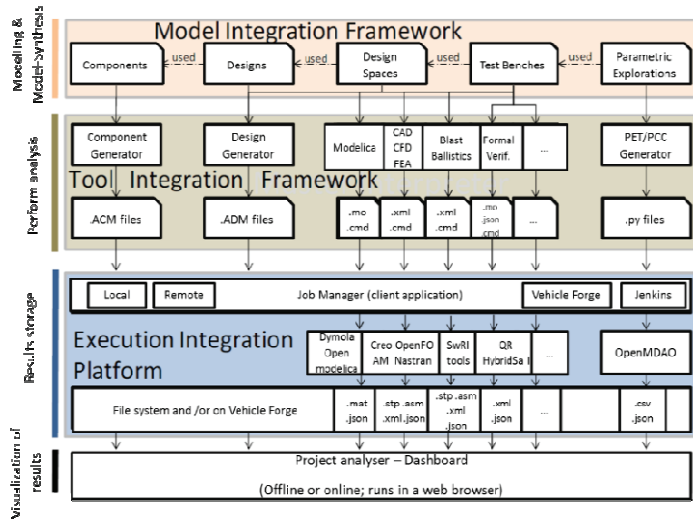 Modelling &
Model-Synthesis
Model Integration Framework
Components
used
Designs
used
Design
Spaces
used
Test Benches
used
Parametric
Explorations
Perform analysis
Component
Generator
Design
Generator
Modelica
CAD
CFD
FEA
Blast
Ballistics
Formal
Verif.
...
PET/PCC
Generator
Tool Integration Framework
.ACM files
.ADM files
.mo
.cmd
.xml
.cmd
.xml
.cmd
.mo
.json
.cmd
...
.py files
Results storage
Local
Remote
Job Manager (client application)
Vehicle Forge
Jenkins
Execution Integration
Platform
Dymola
Open
modelica
Creo OpenFO
AM Nastran
SwRI
tools
QR
HybridSal
...
OpenMDAO
File system and /or on Vehicle Forge
.mat
.json
.stp .asm
.xml .json
.stp .asm
.xml
.json
.xml
.json
...
.csv
.json
Visualization of
results
Project analyser – Dashboard
(Offline or online; runs in a web browser)